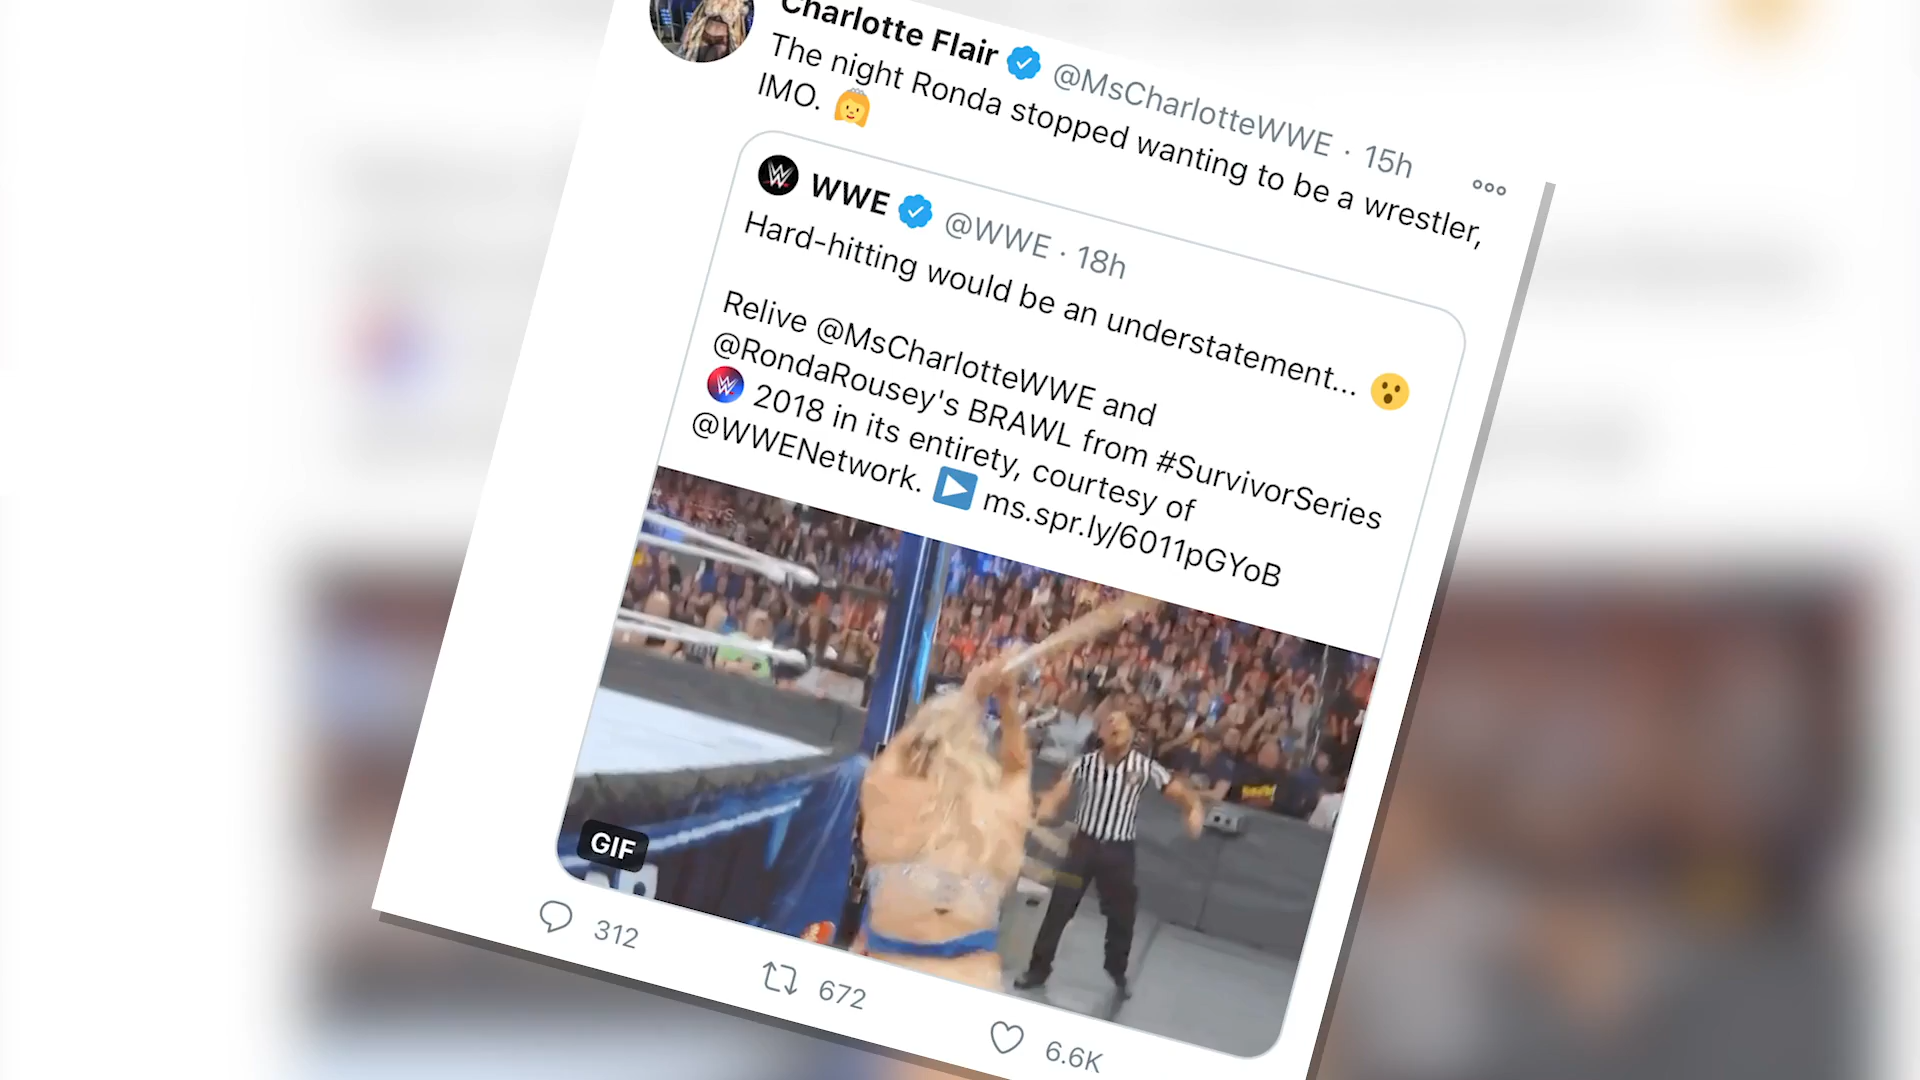 Charlotte Flair @MsCharlotteWWE · 15h
The night Ronda stopped wanting to be a wrestler,
IMO. 👸
WWE @WWE · 18h
Hard-hitting would be an understatement... 😮
Relive @MsCharlotteWWE and
@RondaRousey's BRAWL from #SurvivorSeries
2018 in its entirety, courtesy of
@WWENetwork. ▶️ ms.spr.ly/6011pGYoB
GIF
312
672
6.6K